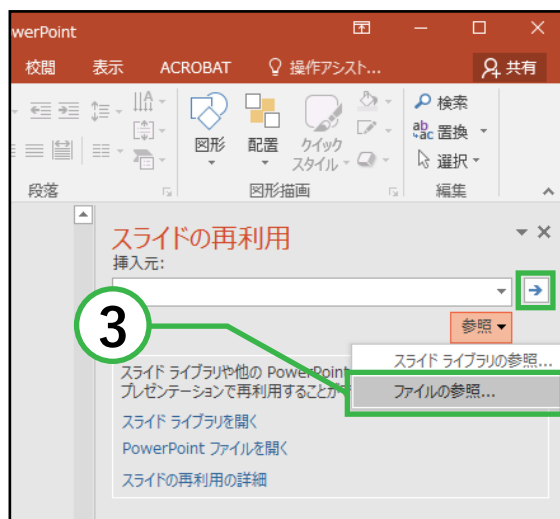 werPoint
校閲 表示 ACROBAT 操作アシスト... 共有
検索
置換
選択
図形 配置 クイック
スタイル
段落 図形描画 編集
スライドの再利用
挿入元:
参照
3
スライド ライブラリの参照...
ファイルの参照...
スライド ライブラリや他の PowerPoint
プレゼンテーションで再利用することが
スライド ライブラリを開く
PowerPoint ファイルを開く
スライドの再利用の詳細